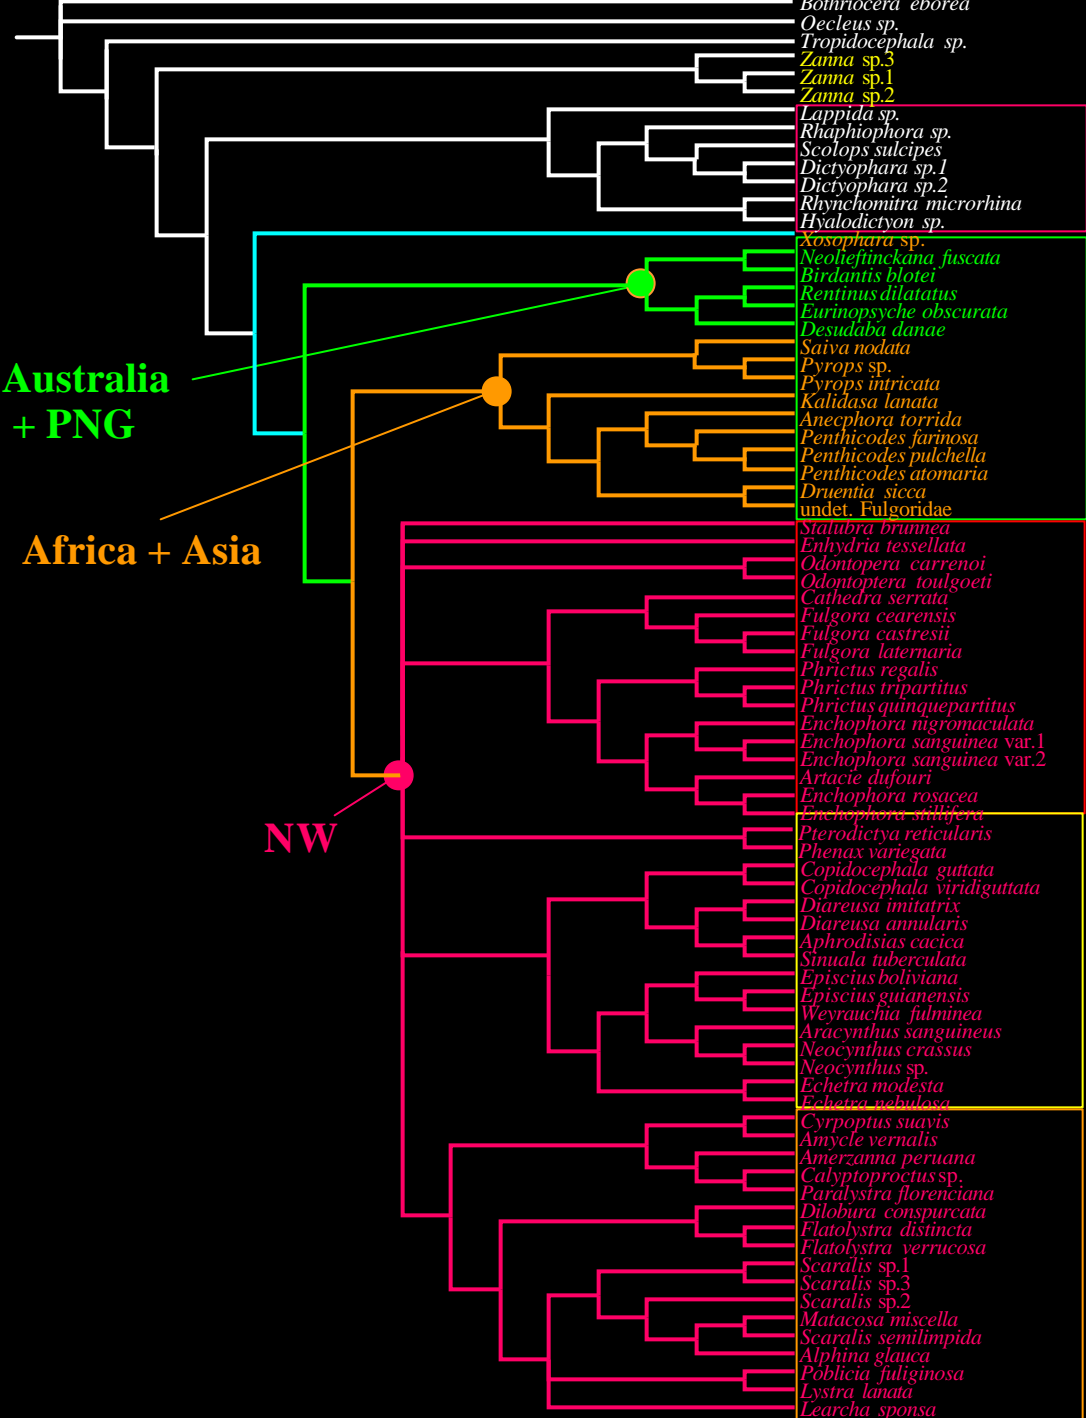 Bothriocera eborea
Oecleus sp.
Tropidocephala sp.
Zanna sp.3
Zanna sp.1
Zanna sp.2
Lappida sp.
Rhaphiophora sp.
Scolops sulcipes
Dictyophara sp.1
Dictyophara sp.2
Rhynchomitra microrhina
Hyalodictyon sp.
Xosophara sp.
Neolieftinckana fuscata
Birdantis blotei
Rentinus dilatatus
Eurinopsyche obscurata
Desudaba danae
Saiva nodata
Pyrops sp.
Pyrops intricata
Kalidasa lanata
Anecphora torrida
Penthicodes farinosa
Penthicodes pulchella
Penthicodes atomaria
Druentia sicca
undet. Fulgoridae
Australia
+ PNG
Africa + Asia
Stalubra brunnea
Enhydria tessellata
Odontopera carrenoi
Odontoptera toulgoeti
Cathedra serrata
Fulgora cearensis
Fulgora castresii
Fulgora laternaria
Phrictus regalis
Phrictus tripartitus
Phrictus quinquepartitus
Enchophora nigromaculata
Enchophora sanguinea var.1
Enchophora sanguinea var.2
Artacie dufouri
Enchophora rosacea
Enchophora stillifera
NW
Pterodictya reticularis
Phenax variegata
Copidocephala guttata
Copidocephala viridiguttata
Diareusa imitatrix
Diareusa annularis
Aphrodisias cacica
Sinuala tuberculata
Episcius boliviana
Episcius guianensis
Weyrauchia fulminea
Aracynthus sanguineus
Neocynthus crassus
Neocynthus sp.
Echetra modesta
Echetra nebulosa
Cyrpoptus suavis
Amycle vernalis
Amerzanna peruana
Calyptoproctus sp.
Paralystra florenciana
Dilobura conspurcata
Flatolystra distincta
Flatolystra verrucosa
Scaralis sp.1
Scaralis sp.3
Scaralis sp.2
Matacosa miscella
Scaralis semilimpida
Alphina glauca
Poblicia fuliginosa
Lystra lanata
Learcha sponsa